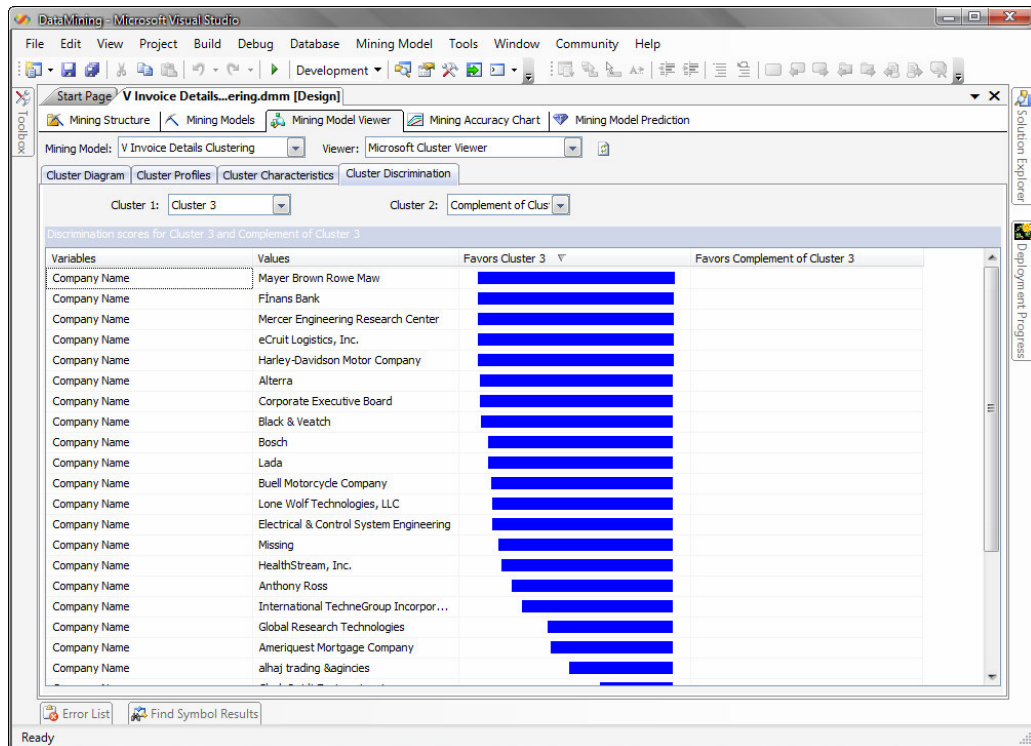 DataMining - Microsoft Visual Studio
File Edit View Project Build Debug Database Mining Model Tools Window Community Help
Development
Start Page V Invoice Details...ering.dmm [Design]
Toolbox
Solution Explorer
Deployment Progress
Mining Structure Mining Models Mining Model Viewer Mining Accuracy Chart Mining Model Prediction
Mining Model: V Invoice Details Clustering Viewer: Microsoft Cluster Viewer
Cluster Diagram Cluster Profiles Cluster Characteristics Cluster Discrimination
Cluster 1: Cluster 3 Cluster 2: Complement of Clus
Discrimination scores for Cluster 3 and Complement of Cluster 3
Variables Values Favors Cluster 3 Favors Complement of Cluster 3
Company Name Mayer Brown Rowe Maw
Company Name Fİnans Bank
Company Name Mercer Engineering Research Center
Company Name eCruit Logistics, Inc.
Company Name Harley-Davidson Motor Company
Company Name Alterra
Company Name Corporate Executive Board
Company Name Black & Veatch
Company Name Bosch
Company Name Lada
Company Name Buell Motorcycle Company
Company Name Lone Wolf Technologies, LLC
Company Name Electrical & Control System Engineering
Company Name Missing
Company Name HealthStream, Inc.
Company Name Anthony Ross
Company Name International TechneGroup Incorpor...
Company Name Global Research Technologies
Company Name Ameriquest Mortgage Company
Company Name alhaj trading &agincies
Error List Find Symbol Results
Ready